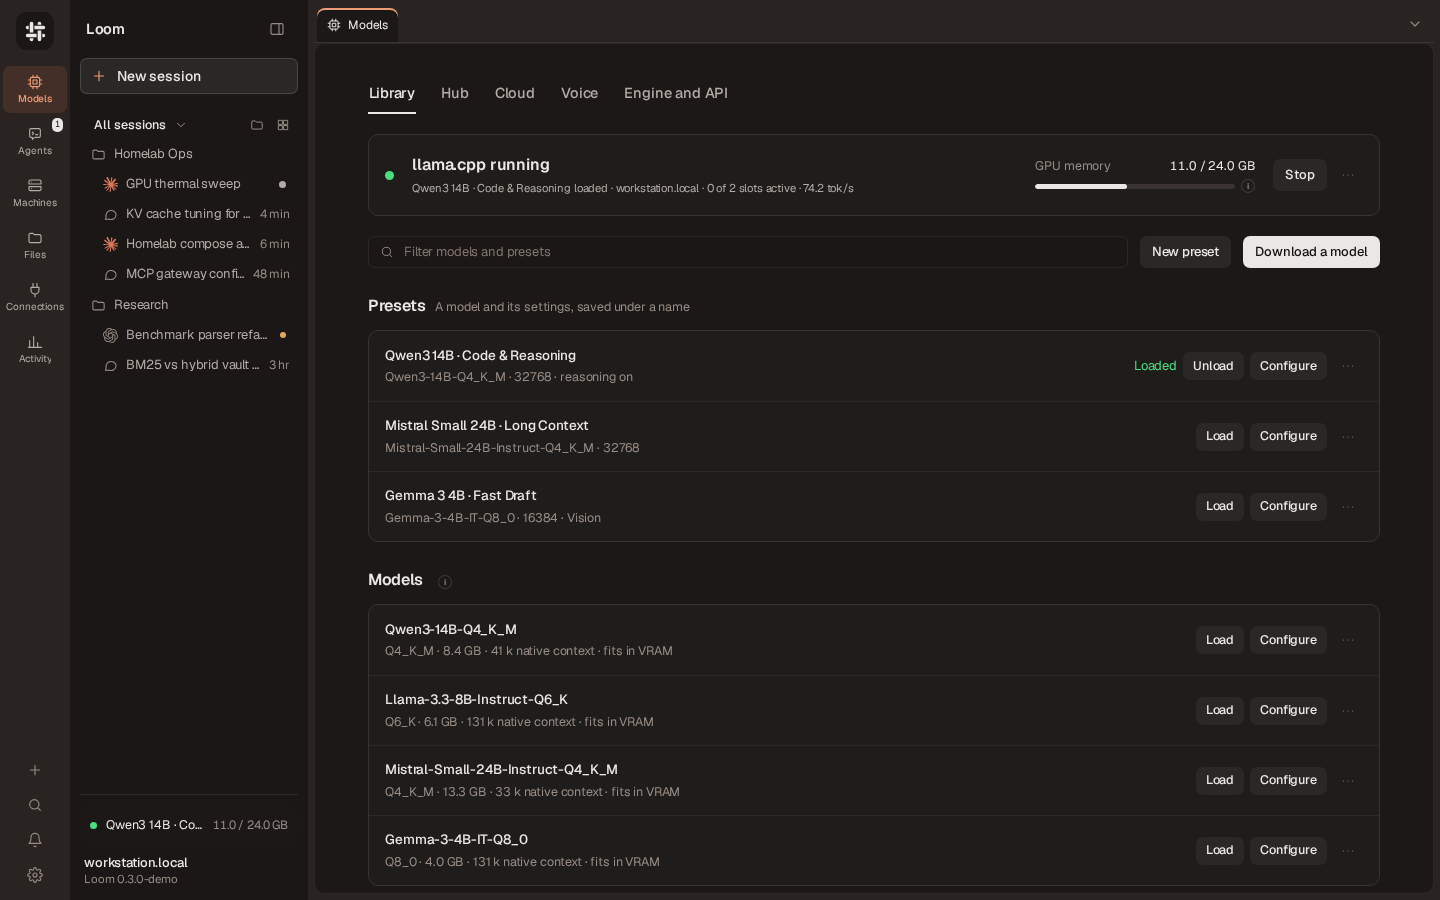 Loom
Models
New session
Models
Library
Hub
Cloud
Voice
Engine and API
1
Agents
All sessions
Homelab Ops
GPU thermal sweep
KV cache tuning for ...
4 min
Homelab compose a...
6 min
MCP gateway confi...
48 min
Research
Benchmark parser refa...
BM25 vs hybrid vault ...
3 hr
Machines
Files
Connections
Activity
llama.cpp running
Qwen3 14B · Code & Reasoning loaded · workstation.local · 0 of 2 slots active · 74.2 tok/s
GPU memory
11.0 / 24.0 GB
Stop
Filter models and presets
New preset
Download a model
Presets
A model and its settings, saved under a name
Qwen3 14B · Code & Reasoning
Qwen3-14B-Q4_K_M · 32768 · reasoning on
Loaded
Unload
Configure
Mistral Small 24B · Long Context
Mistral-Small-24B-Instruct-Q4_K_M · 32768
Load
Configure
Gemma 3 4B · Fast Draft
Gemma-3-4B-IT-Q8_0 · 16384 · Vision
Load
Configure
Models
Qwen3-14B-Q4_K_M
Q4_K_M · 8.4 GB · 41 k native context · fits in VRAM
Load
Configure
Llama-3.3-8B-Instruct-Q6_K
Q6_K · 6.1 GB · 131 k native context · fits in VRAM
Load
Configure
Mistral-Small-24B-Instruct-Q4_K_M
Q4_K_M · 13.3 GB · 33 k native context · fits in VRAM
Load
Configure
Gemma-3-4B-IT-Q8_0
Q8_0 · 4.0 GB · 131 k native context · fits in VRAM
Load
Configure
Qwen3 14B · Co...
11.0 / 24.0 GB
workstation.local
Loom 0.3.0-demo